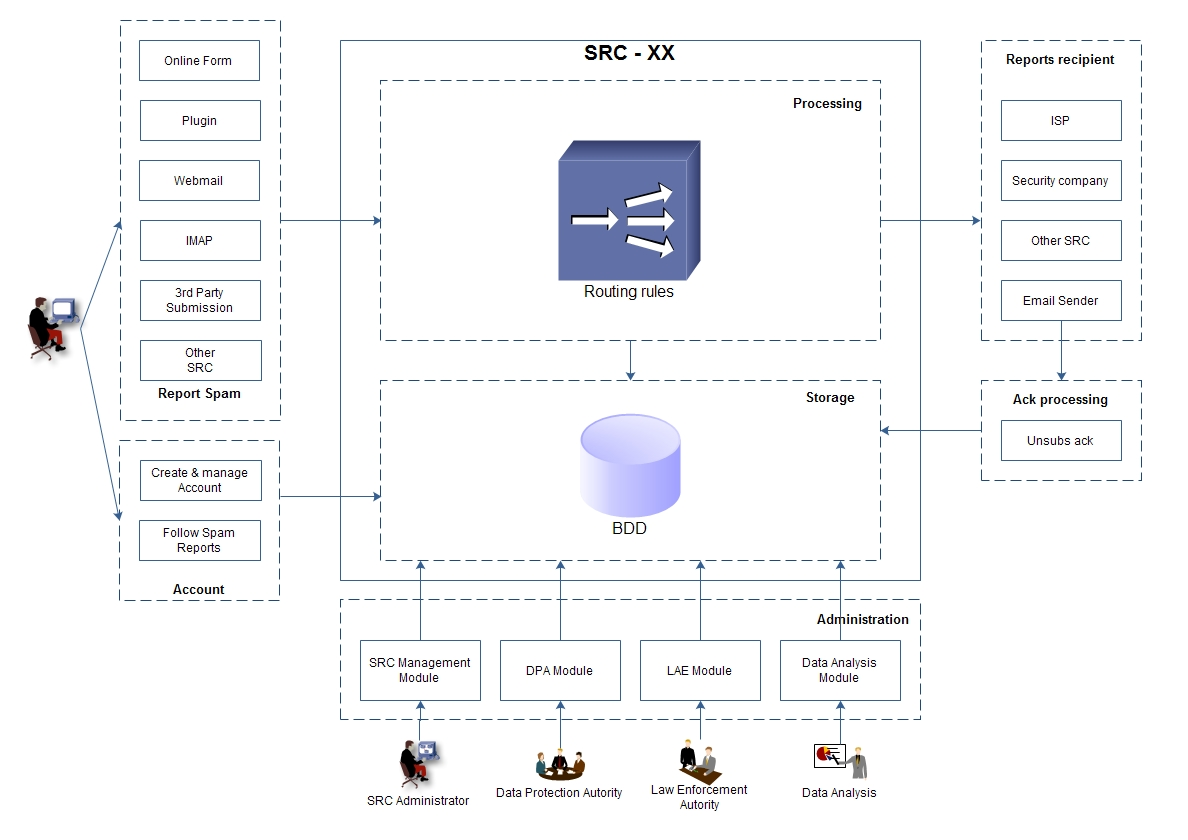 Online Form
Plugin
Webmail
IMAP
3rd Party
Submission
Other
SRC
Report Spam
Create & manage
Account
Follow Spam
Reports
Account
SRC - XX
Processing
Routing rules
Storage
BDD
Reports recipient
ISP
Security company
Other SRC
Email Sender
Ack processing
Unsubs ack
Administration
SRC Management
Module
DPA Module
LAE Module
Data Analysis
Module
SRC Administrator
Data Protection Autority
Law Enforcement
Autority
Data Analysis